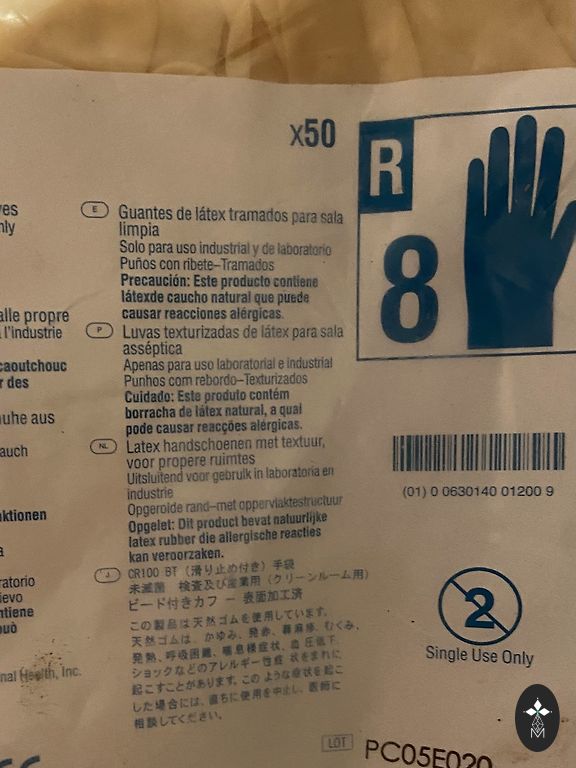 x50
R
8
E
Guantes de látex tramados para sala
limpia
Solo para uso industrial y de laboratorio
Puños con ribete–Tramados
Precaución: Este producto contiene
látexde caucho natural que puede
causar reacciones alérgicas.
P
Luvas texturizadas de látex para sala
asséptica
Apenas para uso laboratorial e industrial
Punhos com rebordo–Texturizados
Cuidado: Este produto contém
borracha de látex natural, a qual
pode causar reacções alérgicas.
NL
Latex handschoenen met textuur,
voor propere ruimtes
Uitsluitend voor gebruik in laboratoria en
industrie
Opgerolde rand–met oppervlaktestructuur
Opgelet: Dit product bevat natuurlijke
latex rubber die allergische reacties
kan veroorzaken.
J
CR100 BT (滑り止め付き) 手袋
未滅菌 検査及び産業用 (クリーンルーム用)
ビード付きカフ ー 表面加工済
この製品は天然ゴムを使用しています。
天然ゴムは、かゆみ、発赤、蕁麻疹、むくみ、
発熱、呼吸困難、喘息様症状、血圧低下、
ショックなどのアレルギー性症状をまれに
起こすことがあります。このような症状を起こ
した場合には、直ちに使用を中止し、医師に
相談してください。
alle propre
à l'industrie
caoutchouc
r des
auch
(01) 0 0630140 01200 9
2
Single Use Only
nal Health, Inc.
LOT
PC05E020
M